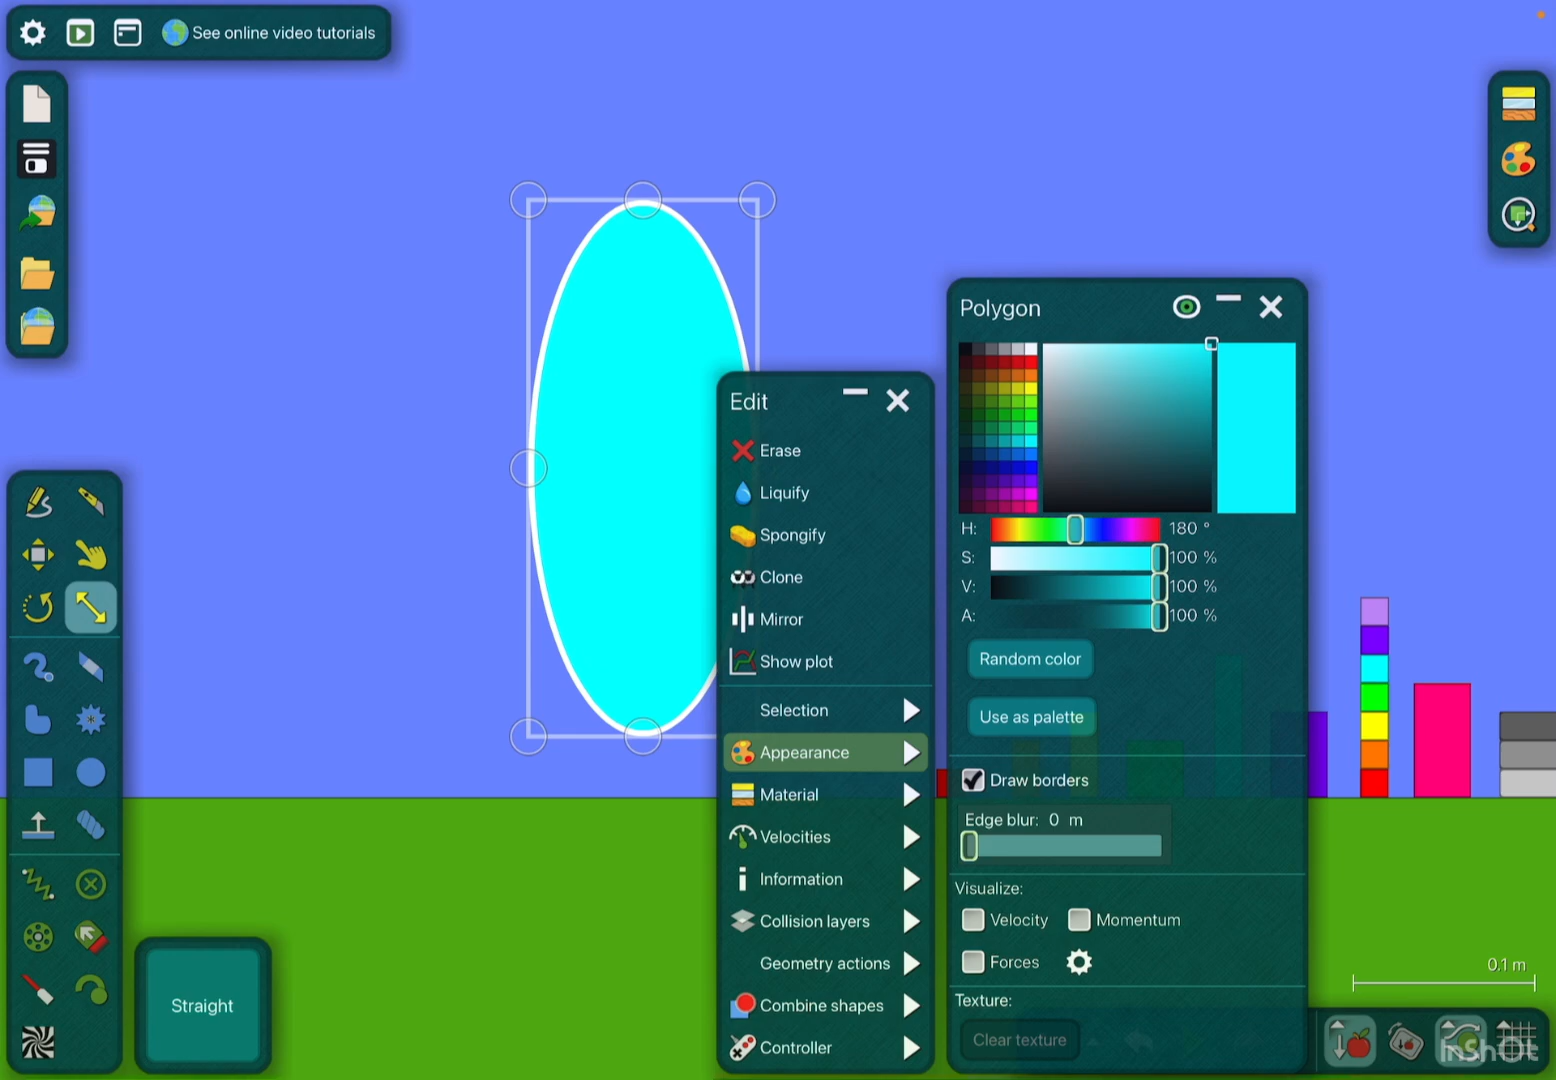 See online video tutorials
Polygon
Edit
Erase
Liquify
Spongify
Clone
Mirror
Show plot
Selection
Appearance
Material
Velocities
Information
Collision layers
Geometry actions
Combine shapes
Controller
H: 180 °
S: 100 %
V: 100 %
A: 100 %
Random color
Use as palette
Draw borders
Edge blur: 0 m
Visualize:
Velocity Momentum
Forces
Texture:
Clear texture
Straight
0.1 m
InShot